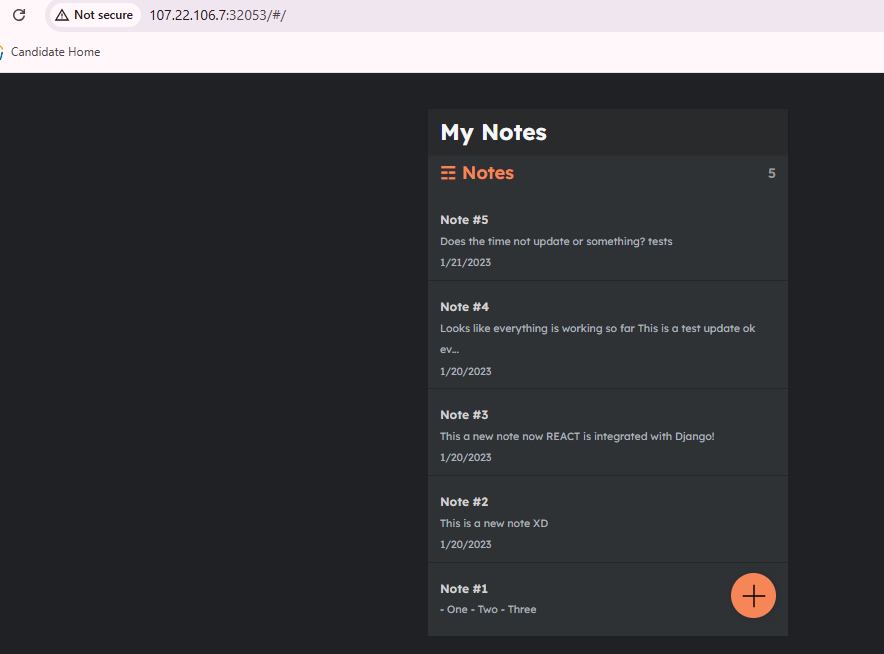 Not secure 107.22.106.7:32053/#/
Candidate Home
My Notes
Notes 5
Note #5
Does the time not update or something? tests
1/21/2023
Note #4
Looks like everything is working so far This is a test update ok
ev...
1/20/2023
Note #3
This a new note now REACT is integrated with Django!
1/20/2023
Note #2
This is a new note XD
1/20/2023
Note #1
- One - Two - Three